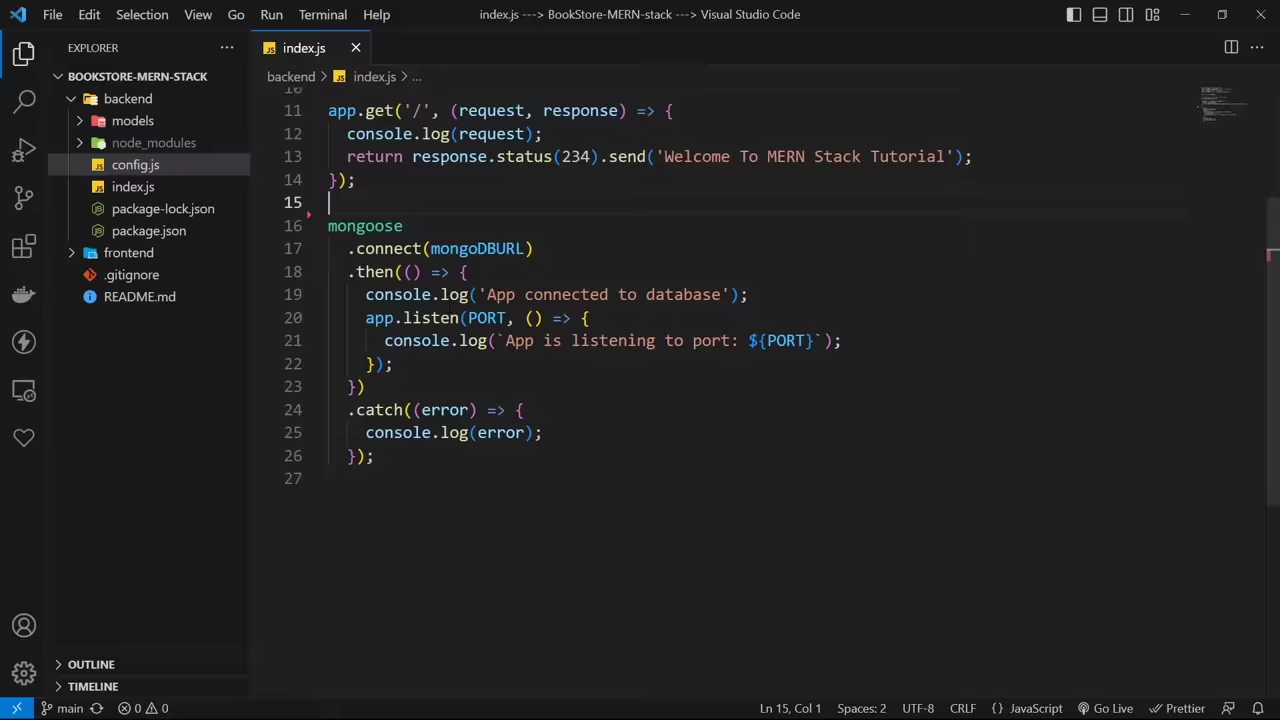 File Edit Selection View Go Run Terminal Help
index.js ---> BookStore-MERN-stack ---> Visual Studio Code
EXPLORER
BOOKSTORE-MERN-STACK
backend
models
node_modules
config.js
index.js
package-lock.json
package.json
frontend
.gitignore
README.md
OUTLINE
TIMELINE
index.js
backend > index.js > ...
10
11 app.get('/', (request, response) => {
12 console.log(request);
13 return response.status(234).send('Welcome To MERN Stack Tutorial');
14 });
15
16 mongoose
17 .connect(mongoDBURL)
18 .then(() => {
19 console.log('App connected to database');
20 app.listen(PORT, () => {
21 console.log(`App is listening to port: ${PORT}`);
22 });
23 })
24 .catch((error) => {
25 console.log(error);
26 });
27
main 0 0 Ln 15, Col 1 Spaces: 2 UTF-8 CRLF {} JavaScript Go Live Prettier